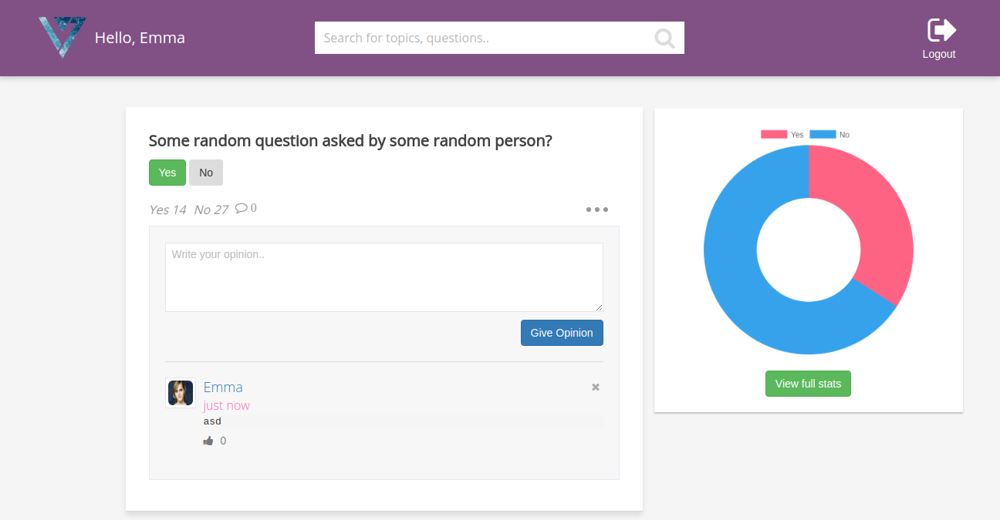 Hello, Emma
Search for topics, questions..
Logout
Some random question asked by some random person?
Yes No
Yes 14 No 27 0
Write your opinion..
Give Opinion
Emma
just now
asd
0
Yes No
View full stats